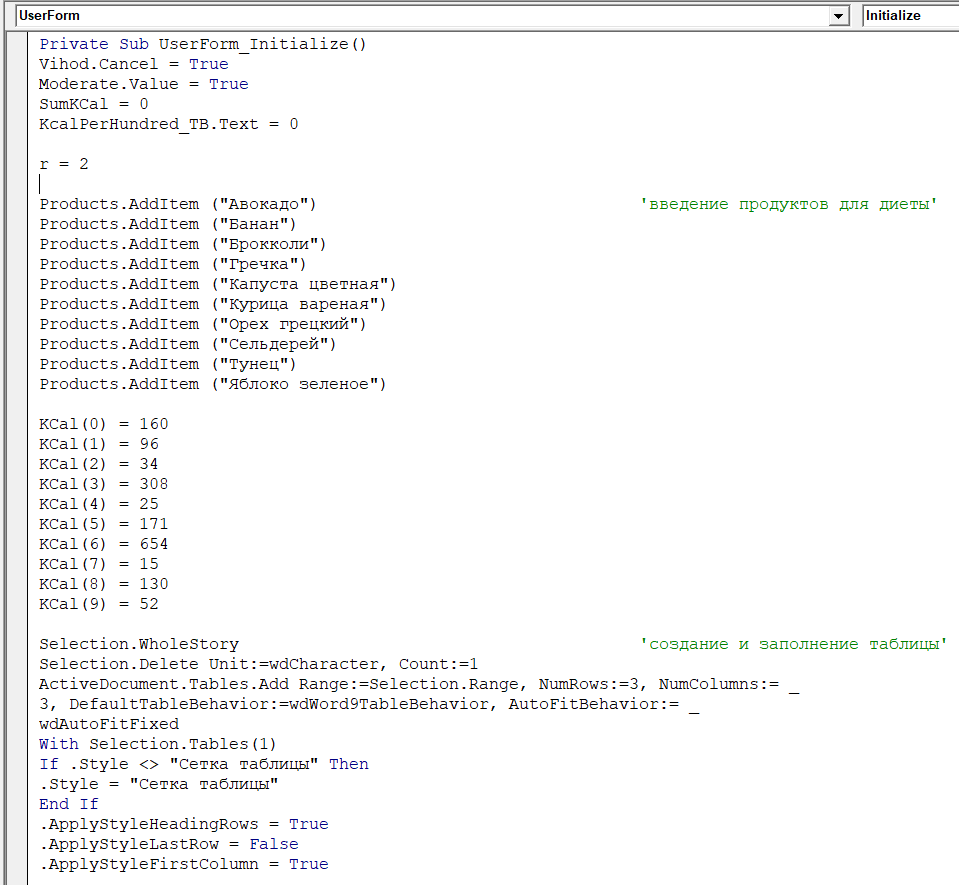 UserForm
Initialize
Private Sub UserForm_Initialize()
Vihod.Cancel = True
Moderate.Value = True
SumKCal = 0
KcalPerHundred_TB.Text = 0
r = 2
Products.AddItem ("Авокадо") 'введение продуктов для диеты'
Products.AddItem ("Банан")
Products.AddItem ("Брокколи")
Products.AddItem ("Гречка")
Products.AddItem ("Капуста цветная")
Products.AddItem ("Курица вареная")
Products.AddItem ("Орех грецкий")
Products.AddItem ("Сельдерей")
Products.AddItem ("Тунец")
Products.AddItem ("Яблоко зеленое")
KCal(0) = 160
KCal(1) = 96
KCal(2) = 34
KCal(3) = 308
KCal(4) = 25
KCal(5) = 171
KCal(6) = 654
KCal(7) = 15
KCal(8) = 130
KCal(9) = 52
Selection.WholeStory 'создание и заполнение таблицы'
Selection.Delete Unit:=wdCharacter, Count:=1
ActiveDocument.Tables.Add Range:=Selection.Range, NumRows:=3, NumColumns:= _
3, DefaultTableBehavior:=wdWord9TableBehavior, AutoFitBehavior:= _
wdAutoFitFixed
With Selection.Tables(1)
If .Style <> "Сетка таблицы" Then
.Style = "Сетка таблицы"
End If
.ApplyStyleHeadingRows = True
.ApplyStyleLastRow = False
.ApplyStyleFirstColumn = True